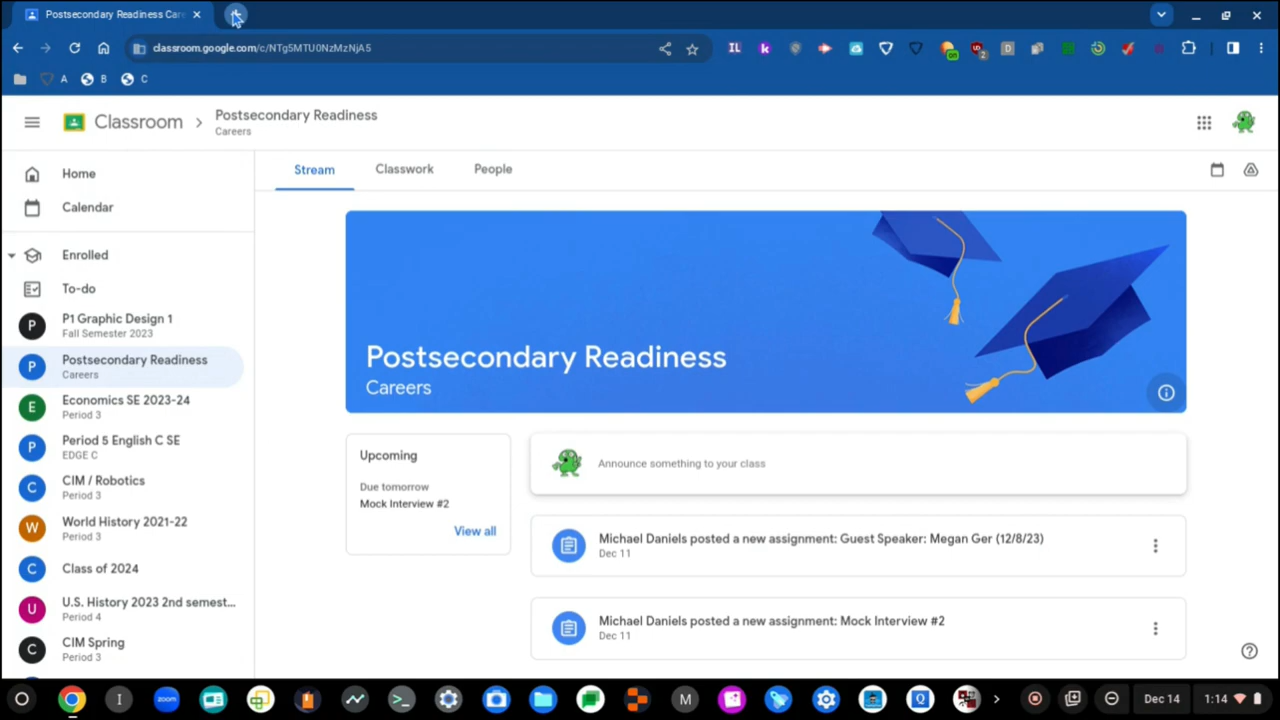 Postsecondary Readiness Car
classroom.google.com/c/NTg5MTU0NzMzNjA5
A
B
C
Classroom
Postsecondary Readiness
Careers
Stream
Classwork
People
Home
Calendar
Enrolled
To-do
P
P1 Graphic Design 1
Fall Semester 2023
P
Postsecondary Readiness
Careers
E
Economics SE 2023-24
Period 3
P
Period 5 English C SE
EDGE C
C
CIM / Robotics
Period 3
W
World History 2021-22
Period 3
C
Class of 2024
U
U.S. History 2023 2nd semest...
Period 4
C
CIM Spring
Period 3
Postsecondary Readiness
Careers
Upcoming
Due tomorrow
Mock Interview #2
View all
Announce something to your class
Michael Daniels posted a new assignment: Guest Speaker: Megan Ger (12/8/23)
Dec 11
Michael Daniels posted a new assignment: Mock Interview #2
Dec 11
I
zoom
M
Q
Dec 14
1:14